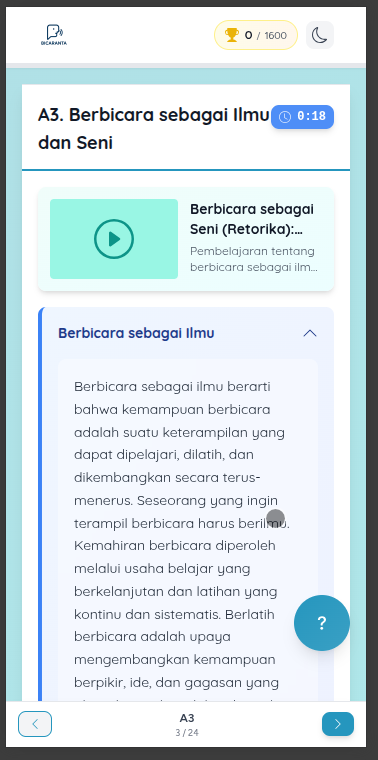 BICARANTA
0 / 1600
A3. Berbicara sebagai Ilmu
dan Seni
0:18
Berbicara sebagai
Seni (Retorika):...
Pembelajaran tentang
berbicara sebagai ilm...
Berbicara sebagai Ilmu
Berbicara sebagai ilmu berarti
bahwa kemampuan berbicara
adalah suatu keterampilan yang
dapat dipelajari, dilatih, dan
dikembangkan secara terus-
menerus. Seseorang yang ingin
terampil berbicara harus berilmu.
Kemahiran berbicara diperoleh
melalui usaha belajar yang
berkelanjutan dan latihan yang
kontinu dan sistematis. Berlatih
berbicara adalah upaya
mengembangkan kemampuan
berpikir, ide, dan gagasan yang
?
A3
3 / 24